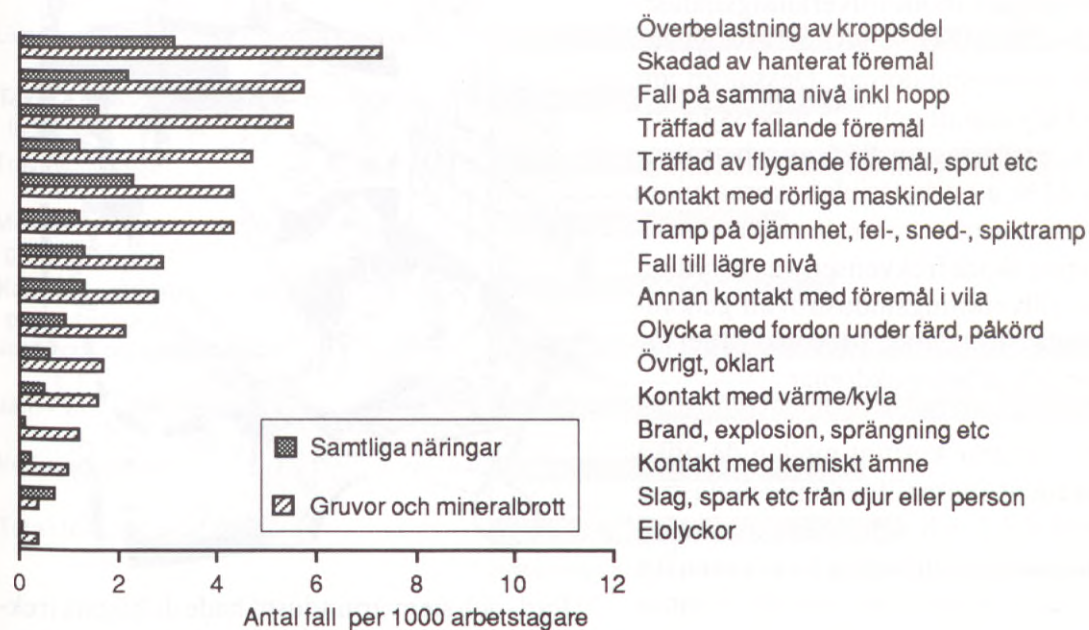 Överbelastning av kroppsdel
Skadad av hanterat föremål
Fall på samma nivå inkl hopp
Träffad av fallande föremål
Träffad av flygande föremål, sprut etc
Kontakt med rörliga maskindelar
Tramp på ojämnhet, fel-, sned-, spiktramp
Fall till lägre nivå
Annan kontakt med föremål i vila
Olycka med fordon under färd, påkörd
Övrigt, oklart
Kontakt med värme/kyla
Brand, explosion, sprängning etc
Kontakt med kemiskt ämne
Slag, spark etc från djur eller person
Elolyckor
Samtliga näringar
Gruvor och mineralbrott
0 2 4 6 8 10 12
Antal fall per 1000 arbetstagare